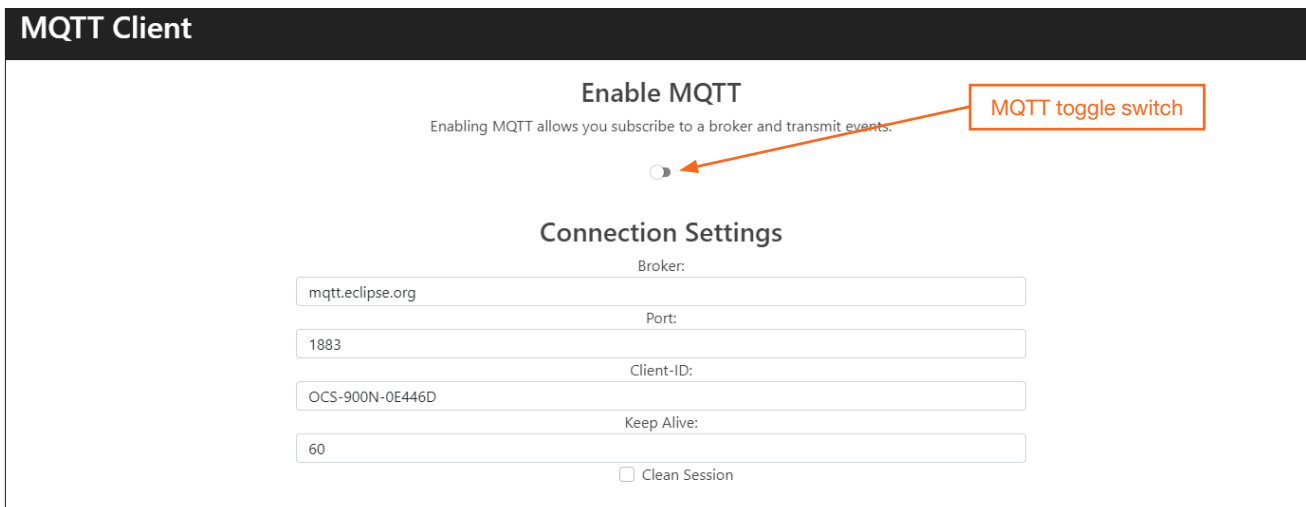 MQTT Client
Enable MQTT
MQTT toggle switch
Enabling MQTT allows you subscribe to a broker and transmit events.
Connection Settings
Broker:
mqtt.eclipse.org
Port:
1883
Client-ID:
OCS-900N-0E446D
Keep Alive:
60
Clean Session